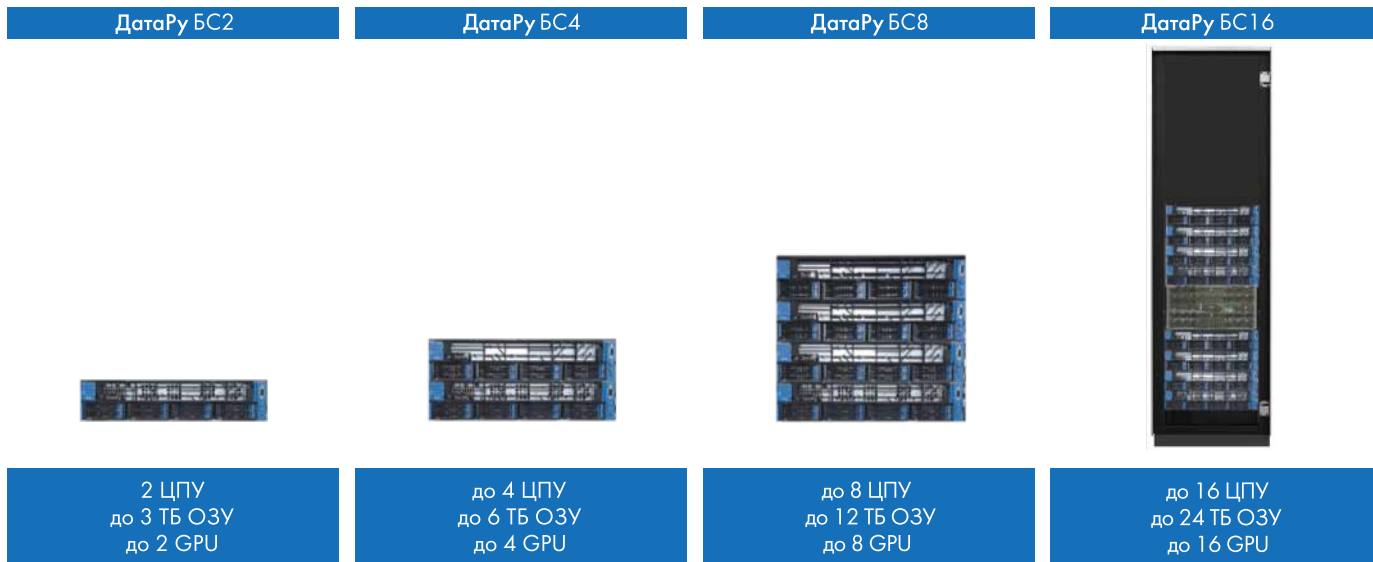 ДатаРу БС2
ДатаРу БС4
ДатаРу БС8
ДатаРу БС16
2 ЦПУ
до 3 ТБ ОЗУ
до 2 GPU
до 4 ЦПУ
до 6 ТБ ОЗУ
до 4 GPU
до 8 ЦПУ
до 12 ТБ ОЗУ
до 8 GPU
до 16 ЦПУ
до 24 ТБ ОЗУ
до 16 GPU